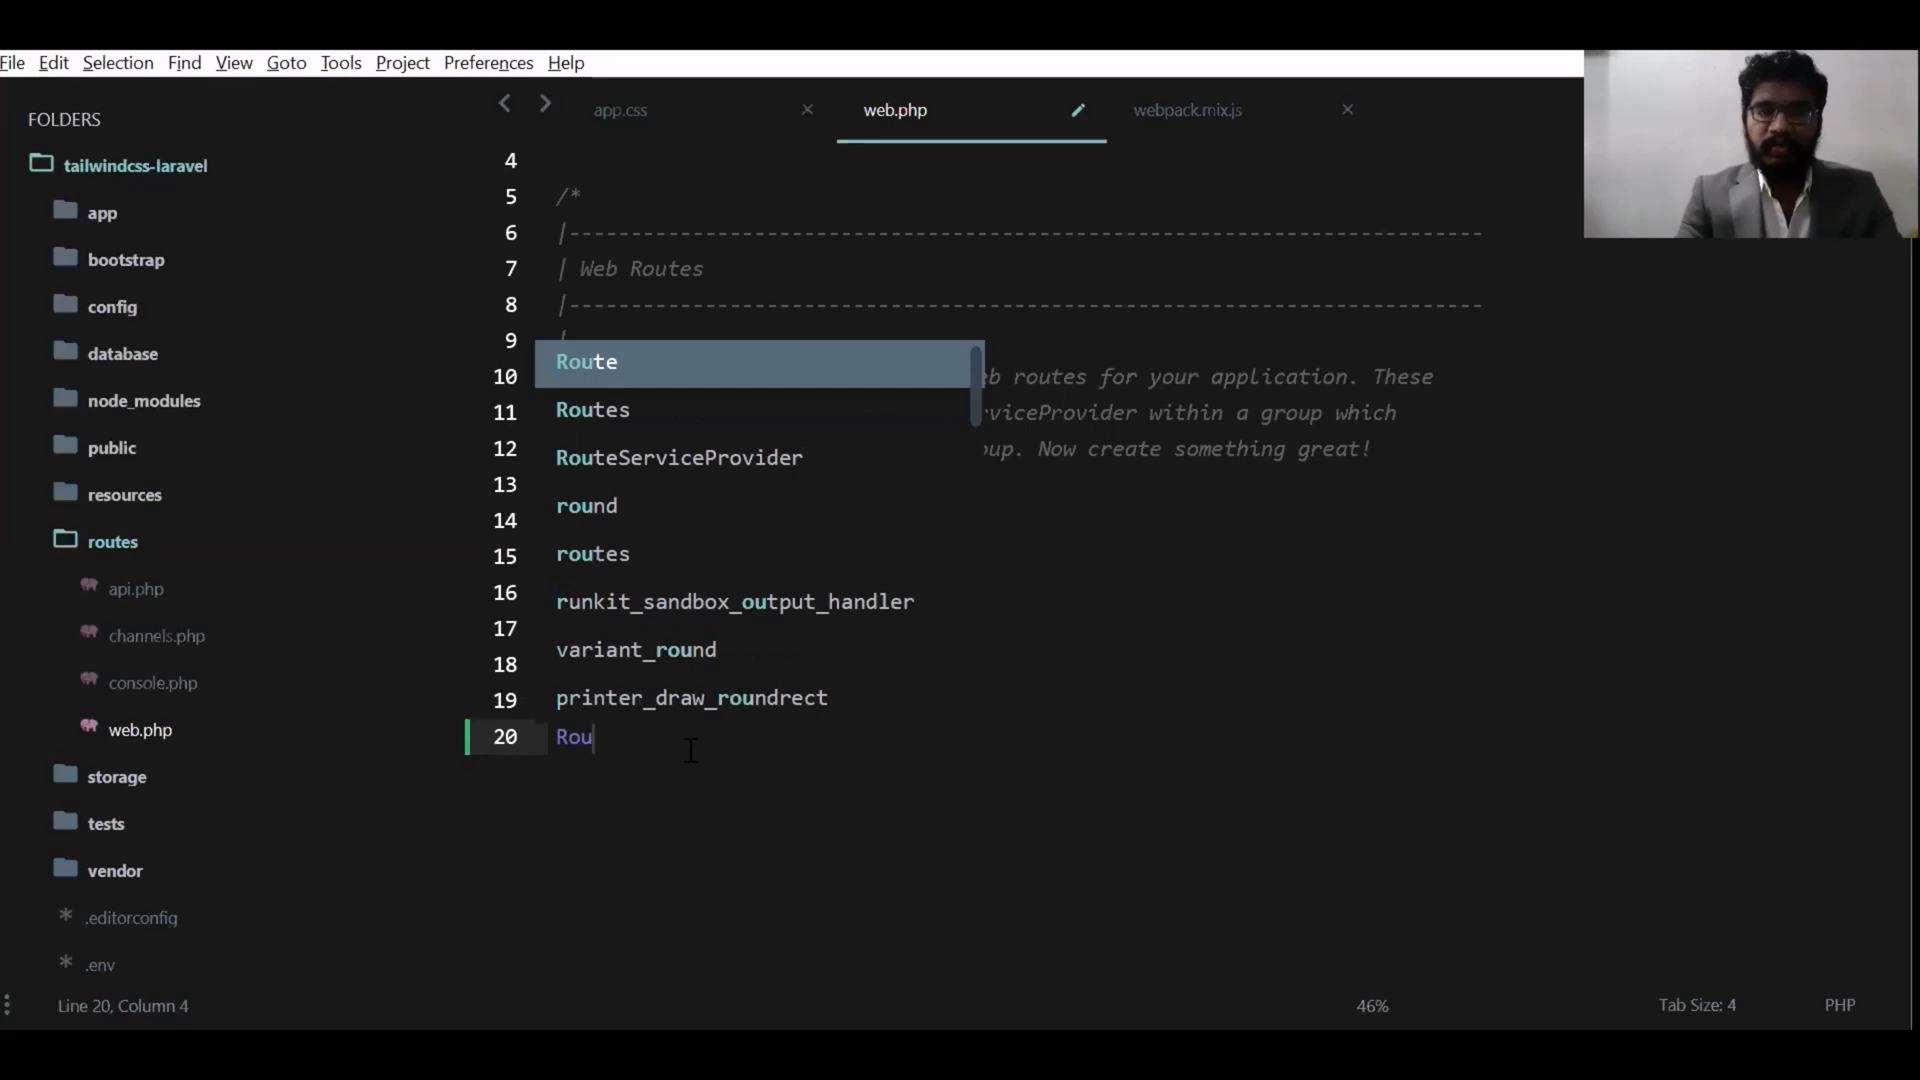 File Edit Selection Find View Goto Tools Project Preferences Help
FOLDERS
tailwindcss-laravel
app
bootstrap
config
database
node_modules
public
resources
routes
api.php
channels.php
console.php
web.php
storage
tests
vendor
.editorconfig
.env
app.css
web.php
webpack.mix.js
4
5 /*
6 |--------------------------------------------------------------------------
7 | Web Routes
8 |--------------------------------------------------------------------------
9 |
10 routes for your application. These
11 within a group which
12 Now create something great!
13
14
15
16
17
18
19
20 Rou
Route
Routes
RouteServiceProvider
round
routes
runkit_sandbox_output_handler
variant_round
printer_draw_roundrect
Line 20, Column 4
46%
Tab Size: 4
PHP